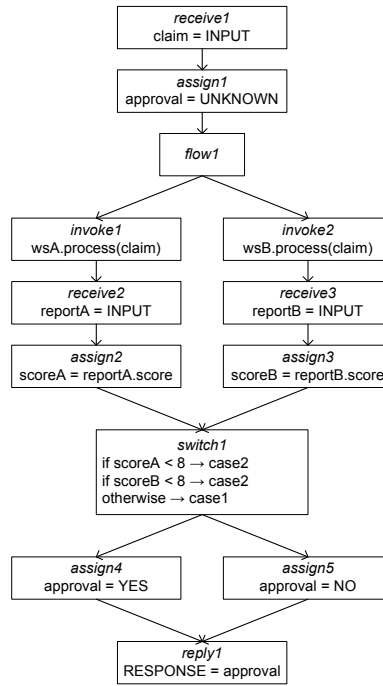 receive1
claim = INPUT
assign1
approval = UNKNOWN
flow1
invoke1
wsA.process(claim)
invoke2
wsB.process(claim)
receive2
reportA = INPUT
receive3
reportB = INPUT
assign2
scoreA = reportA.score
assign3
scoreB = reportB.score
switch1
if scoreA < 8 → case2
if scoreB < 8 → case2
otherwise → case1
assign4
approval = YES
assign5
approval = NO
reply1
RESPONSE = approval